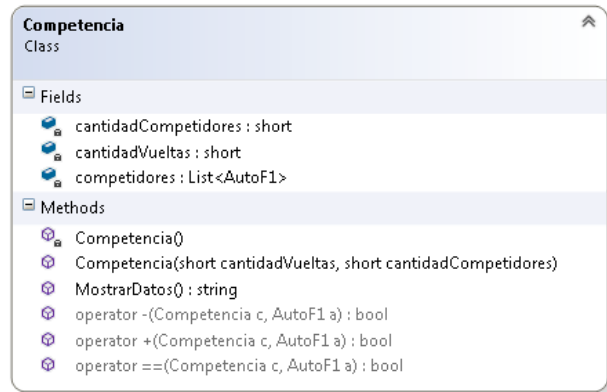 Competencia
Class
Fields
cantidadCompetidores : short
cantidadVueltas : short
competidores : List<AutoF1>
Methods
Competencia()
Competencia(short cantidadVueltas, short cantidadCompetidores)
MostrarDatos() : string
operator -(Competencia c, AutoF1 a) : bool
operator +(Competencia c, AutoF1 a) : bool
operator ==(Competencia c, AutoF1 a) : bool